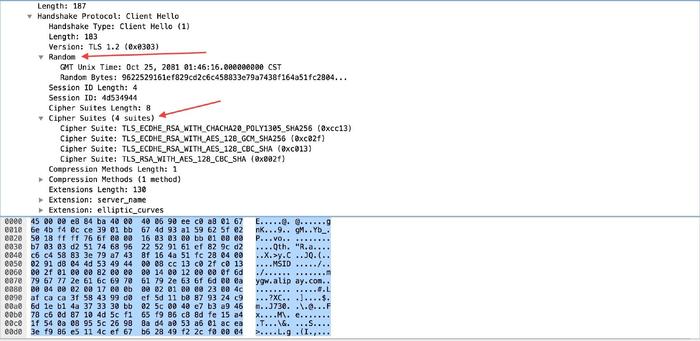 Length: 187
▼ Handshake Protocol: Client Hello
Handshake Type: Client Hello (1)
Length: 183
Version: TLS 1.2 (0x0303)
▼ Random
GMT Unix Time: Oct 25, 2081 01:46:16.000000000 CST
Random Bytes: 9622529161ef829cd2c6c458833e79a7438f164a51fc2804...
Session ID Length: 4
Session ID: 4d534944
Cipher Suites Length: 8
▼ Cipher Suites (4 suites)
Cipher Suite: TLS_ECDHE_RSA_WITH_CHACHA20_POLY1305_SHA256 (0xcc13)
Cipher Suite: TLS_ECDHE_RSA_WITH_AES_128_GCM_SHA256 (0xc02f)
Cipher Suite: TLS_ECDHE_RSA_WITH_AES_128_CBC_SHA (0xc013)
Cipher Suite: TLS_RSA_WITH_AES_128_CBC_SHA (0x002f)
Compression Methods Length: 1
▶ Compression Methods (1 method)
Extensions Length: 130
▶ Extension: server_name
▶ Extension: elliptic_curves
0000 45 00 00 e8 84 ba 40 00 40 06 90 ee c0 a8 01 67 E.....@. @......g
0010 6e 4b f4 0c ce 39 01 bb 67 4d 93 a1 59 62 5f 02 nK...9.. gM..Yb_.
0020 50 18 ff ff 76 6f 00 00 16 03 03 00 bb 01 00 00 P...vo.. ........
0030 b7 03 03 d2 51 74 68 96 22 52 91 61 ef 82 9c d2 ....Qth. "R.a....
0040 c6 c4 58 83 3e 79 a7 43 8f 16 4a 51 fc 28 04 00 ..X.>y.C ..JQ.(..
0050 02 91 d8 04 4d 53 49 44 00 08 cc 13 c0 2f c0 13 ....MSID ...../..
0060 00 2f 01 00 00 82 00 00 00 14 00 12 00 00 0f 6d ./...... .......m
0070 79 67 77 2e 61 6c 69 70 61 79 2e 63 6f 6d 00 0a ygw.alip ay.com..
0080 00 04 00 02 00 17 00 0b 00 02 01 00 00 23 00 4c ........ .....#.L
0090 af ca ca 3f 58 43 99 d0 ef 5d 11 b0 87 93 24 c9 ...?XC.. .]....$.
00a0 6d 1e b1 4a 37 33 30 bb 02 5c 00 40 e7 b3 a9 46 m..J730. .\.@...F
00b0 78 c6 0d 87 10 4d 5c f1 65 f9 86 c8 8d fe 15 a4 x....M\. e.......
00c0 1f 54 0a 08 95 5c 26 98 8a d4 a0 53 a6 01 ac ea .T...\&. ...S....
00d0 3e f9 86 e5 11 4c ef 67 b6 28 49 f2 2c f0 00 04 >....L.g .(I.,...